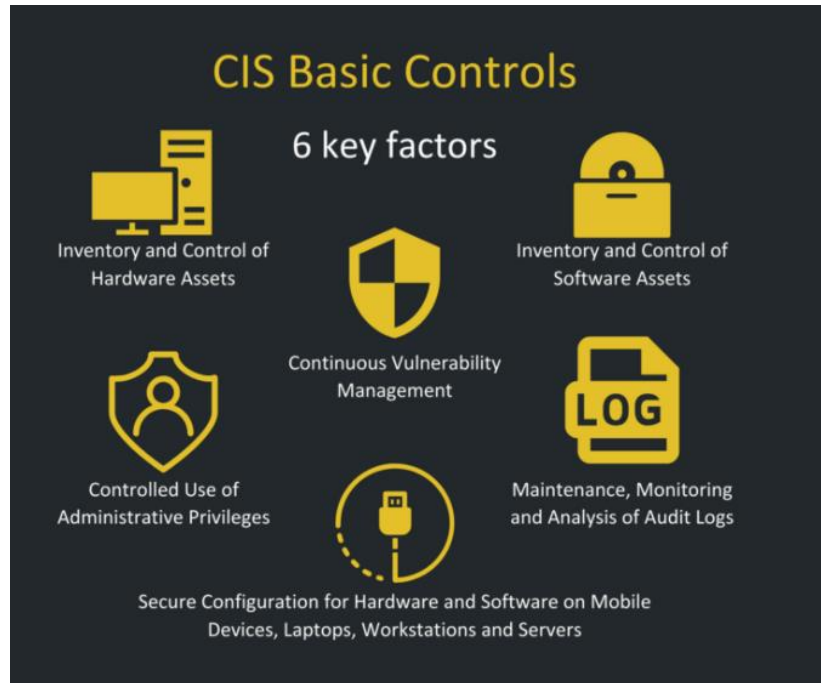 CIS Basic Controls
6 key factors
Inventory and Control of
Hardware Assets
Inventory and Control of
Software Assets
Continuous Vulnerability
Management
Controlled Use of
Administrative Privileges
LOG
Maintenance, Monitoring
and Analysis of Audit Logs
Secure Configuration for Hardware and Software on Mobile
Devices, Laptops, Workstations and Servers